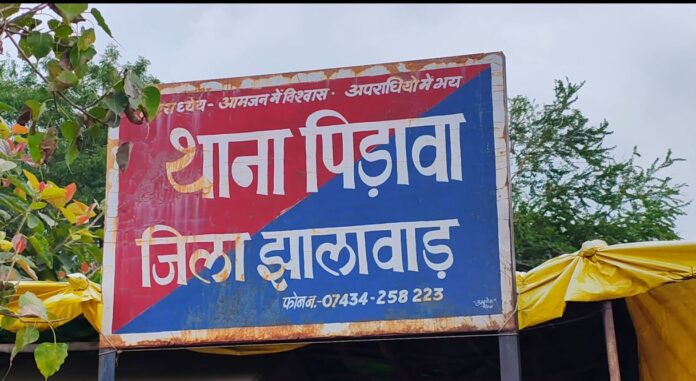 ध्येय - आमजन में विश्वास - अपराधियो में भय
थाना पिड़ावा
जिला झालावाड़
फोन नं.-07434-258 223